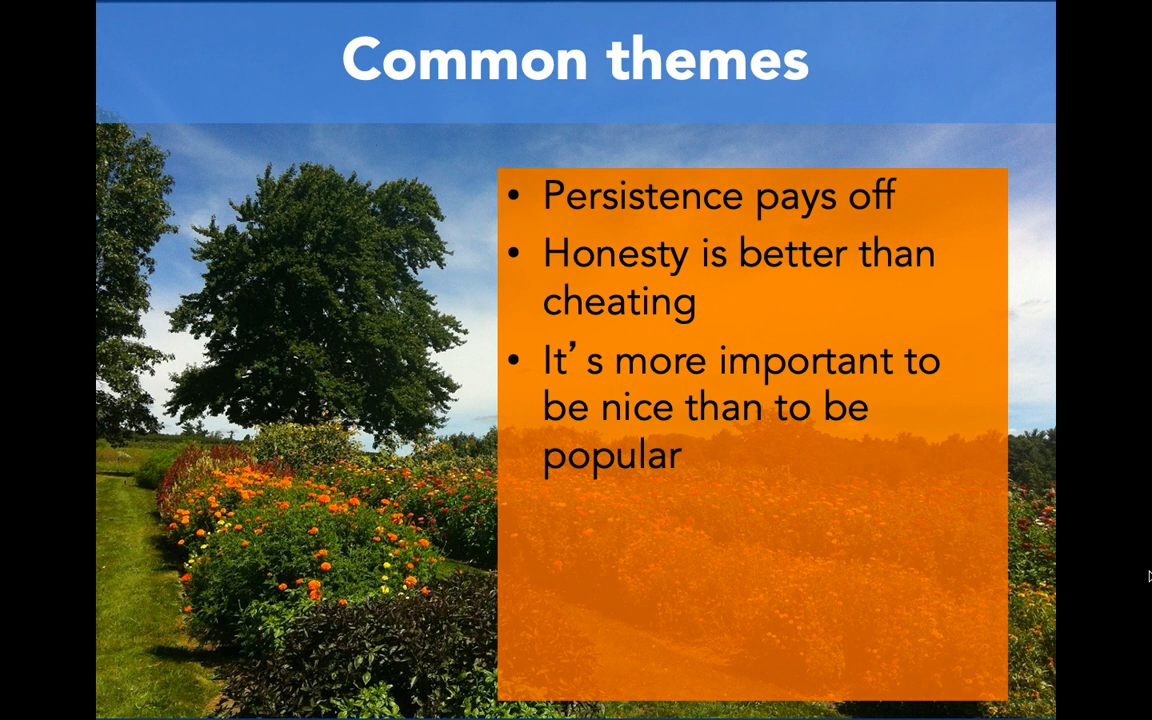 Common themes
• Persistence pays off
• Honesty is better than
cheating
• It’s more important to
be nice than to be
popular